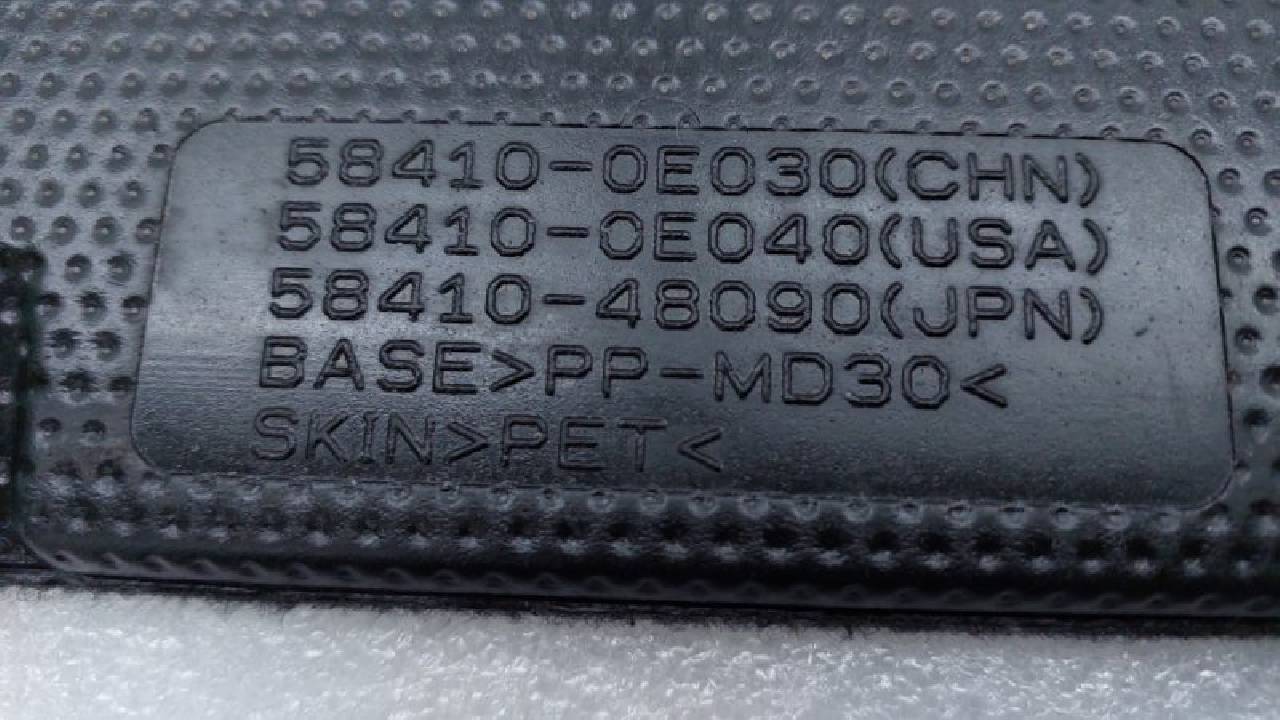 58410-0E030(CHN)
58410-0E040(USA)
58410-48090(JPN)
BASE>PP-MD30<
SKIN>PET<